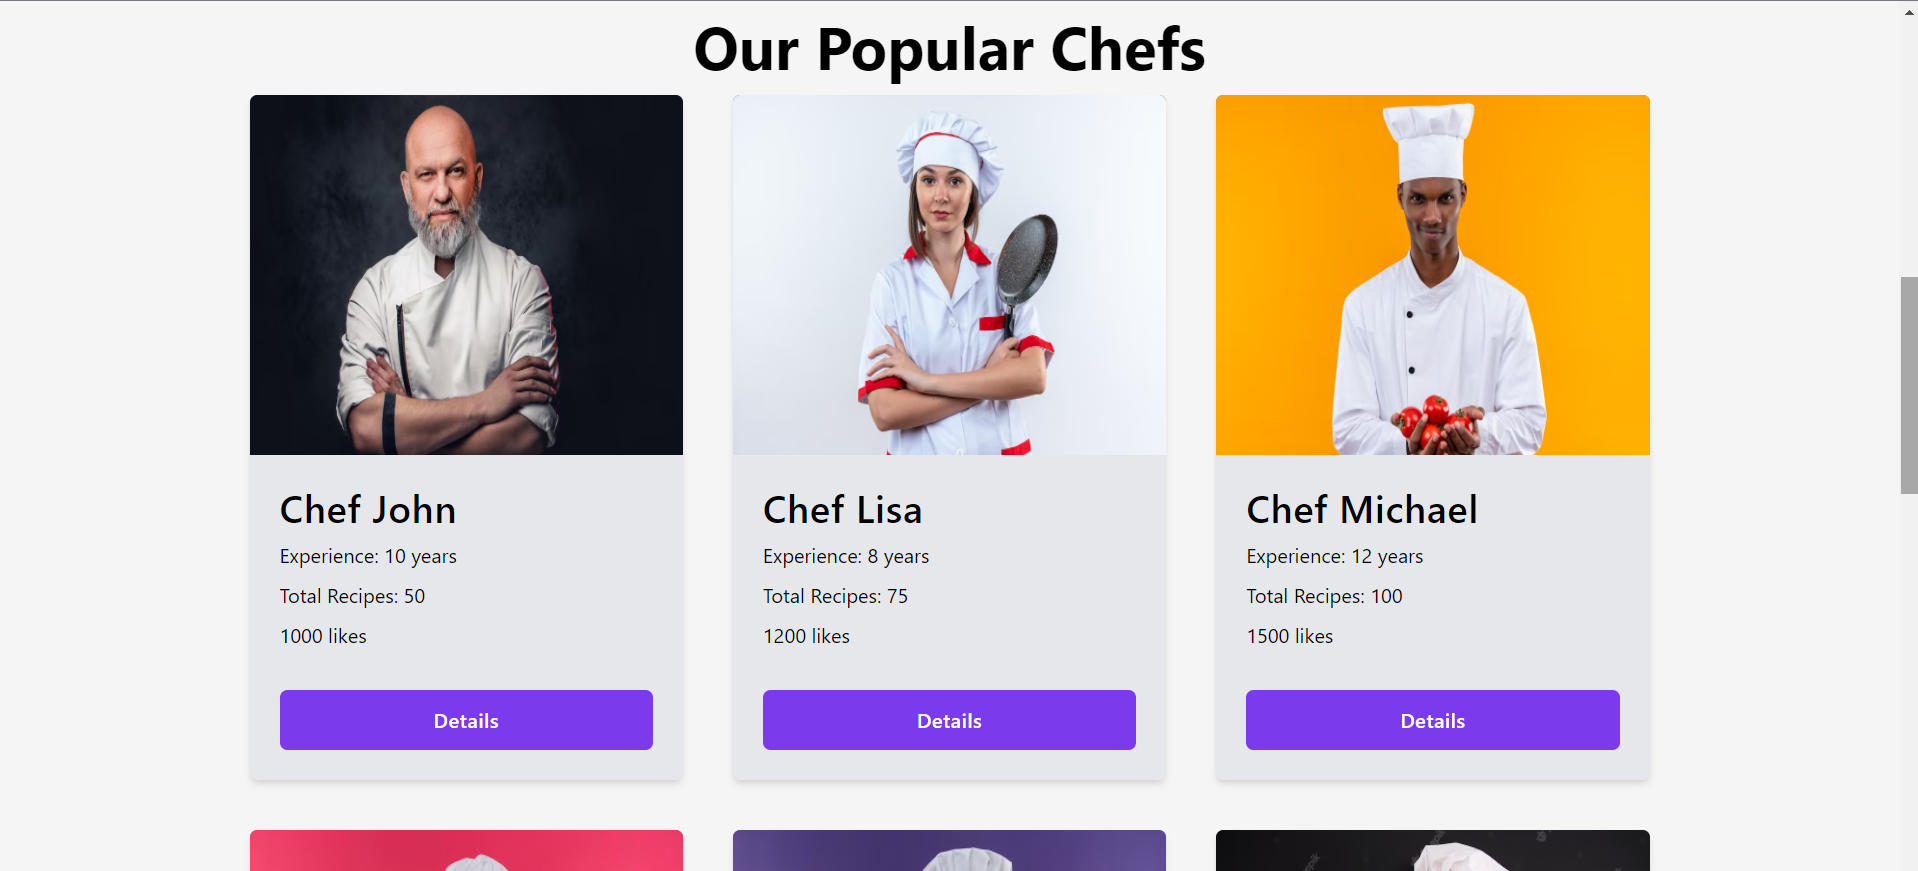 Our Popular Chefs
Chef John
Experience: 10 years
Total Recipes: 50
1000 likes
Details
Chef Lisa
Experience: 8 years
Total Recipes: 75
1200 likes
Details
Chef Michael
Experience: 12 years
Total Recipes: 100
1500 likes
Details